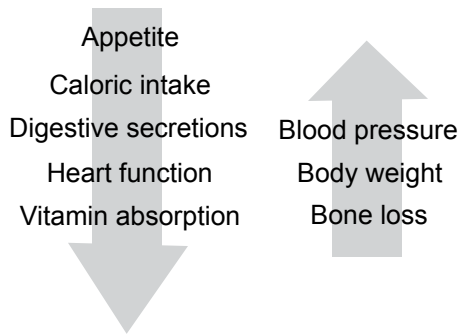 Appetite
Caloric intake
Digestive secretions
Heart function
Vitamin absorption
Blood pressure
Body weight
Bone loss